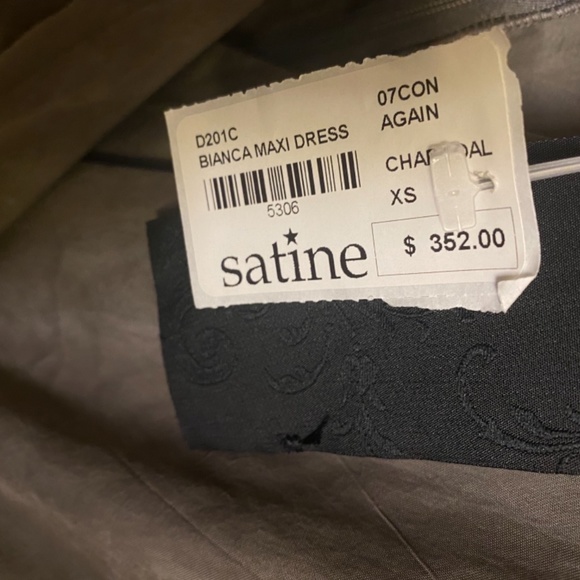 D201C
BIANCA MAXI DRESS
5306
satine
07CON
AGAIN
XS
$ 352.00